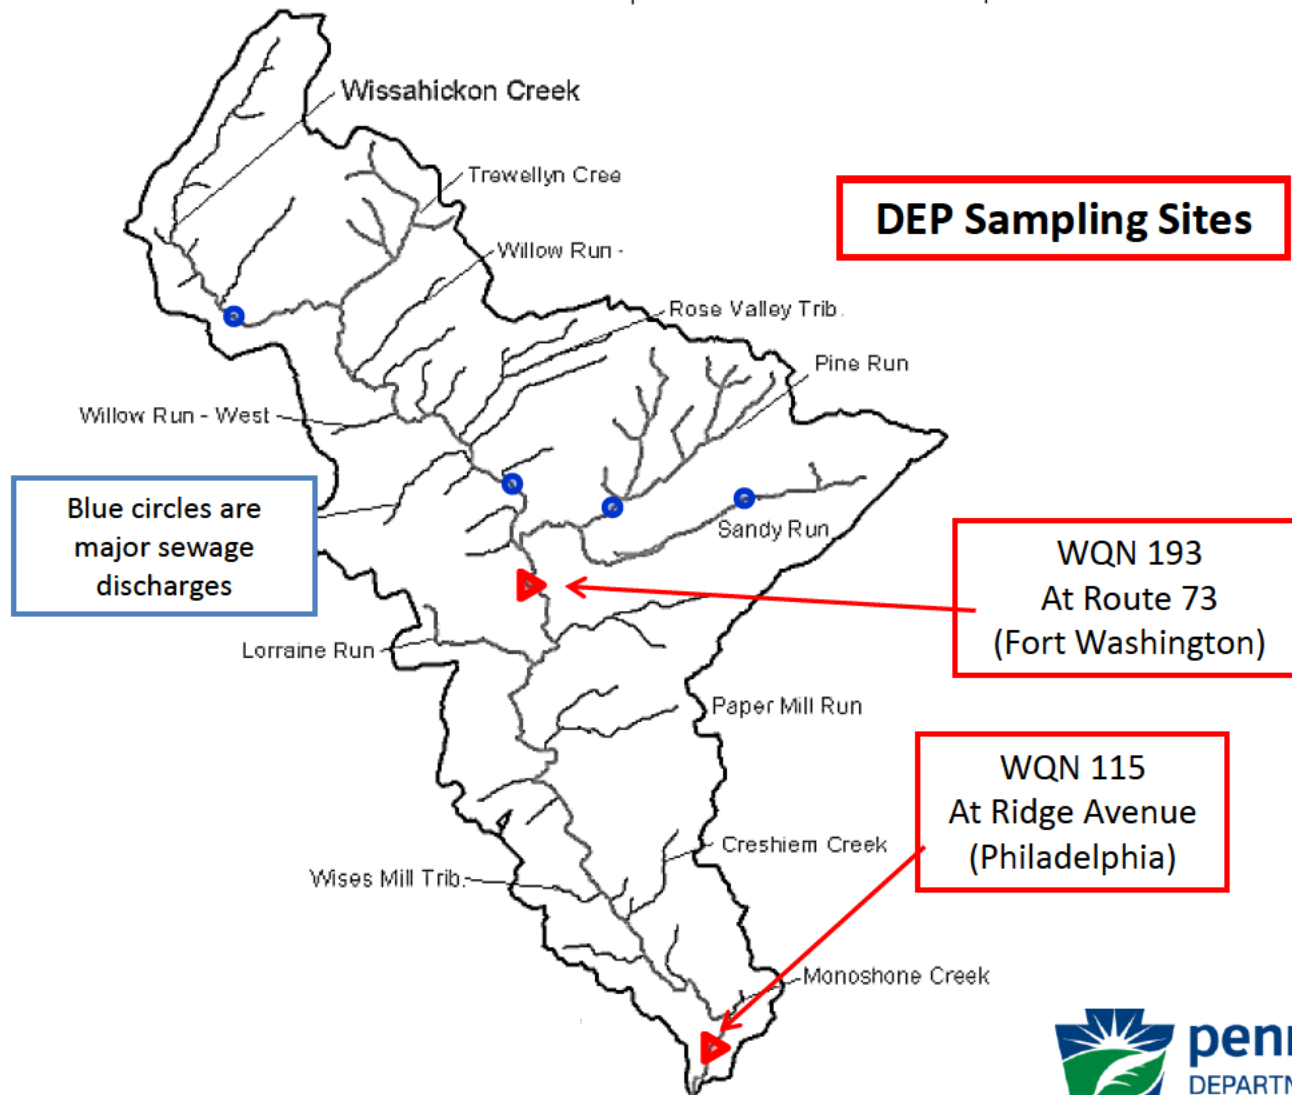 Wissahickon Creek
Trewellyn Cree
DEP Sampling Sites
Willow Run -
Rose Valley Trib.
Pine Run
Willow Run - West
Blue circles are
major sewage
discharges
Sandy Run
WQN 193
At Route 73
(Fort Washington)
Lorraine Run
Paper Mill Run
WQN 115
At Ridge Avenue
(Philadelphia)
Creshiem Creek
Wises Mill Trib.
Monoshone Creek
penn
DEPARTN